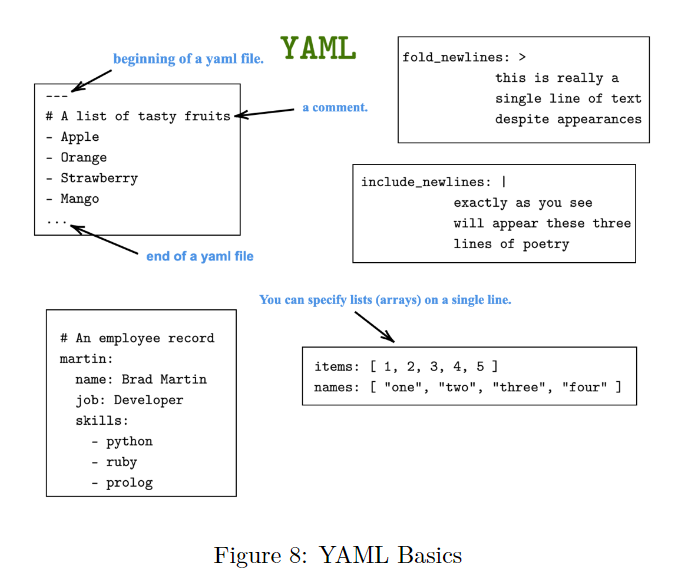 YAML
beginning of a yaml file.
---
# A list of tasty fruits
- Apple
- Orange
- Strawberry
- Mango
...
a comment.
end of a yaml file
fold_newlines: >
this is really a
single line of text
despite appearances
include_newlines: |
exactly as you see
will appear these three
lines of poetry
# An employee record
martin:
name: Brad Martin
job: Developer
skills:
- python
- ruby
- prolog
You can specify lists (arrays) on a single line.
items: [ 1, 2, 3, 4, 5 ]
names: [ "one", "two", "three", "four" ]
Figure 8: YAML Basics